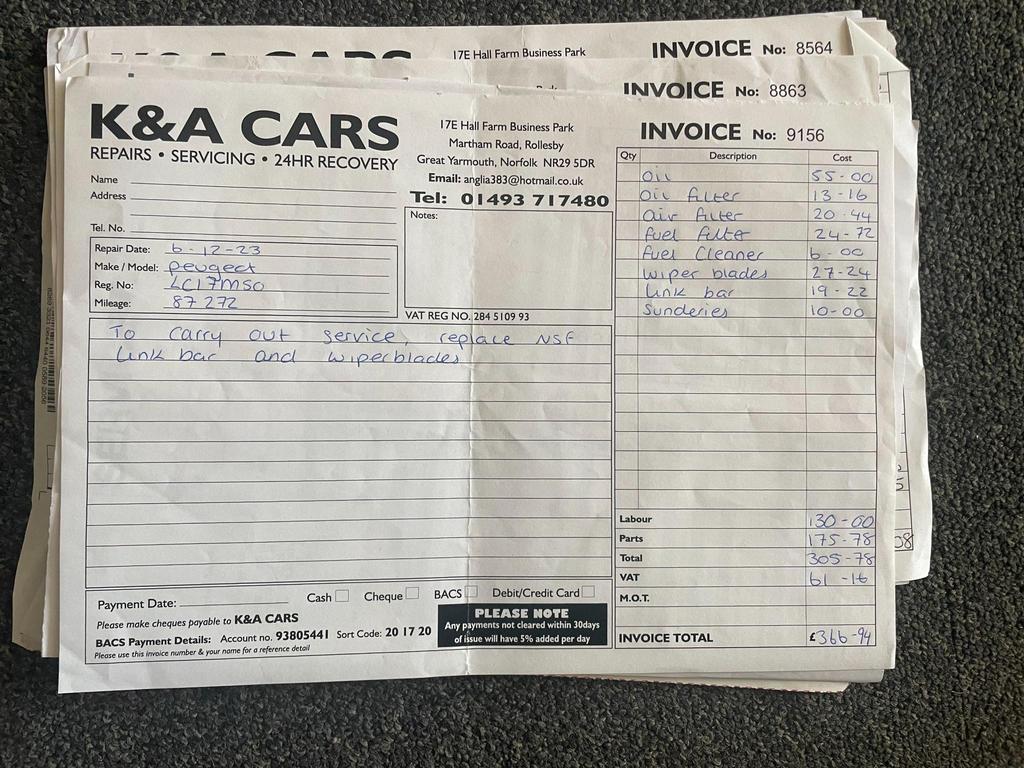 17E Hall Farm Business Park
INVOICE No: 8564
INVOICE No: 8863
K&A CARS
REPAIRS • SERVICING • 24HR RECOVERY
17E Hall Farm Business Park
Martham Road, Rollesby
Great Yarmouth, Norfolk NR29 5DR
Email: anglia383@hotmail.co.uk
Tel: 01493 717480
INVOICE No: 9156
Name
Address
Tel. No.
Repair Date: 6-12-23
Make / Model: Peugeot
Reg. No: LC17MSO
Mileage: 87 272
Notes:
VAT REG NO. 284 5109 93
To carry out service, replace NSF
link bar and wiperblades
Qty Description Cost
Oil 55-00
Oil filter 13-16
air filter 20-44
fuel filter 24-72
fuel Cleaner 6-00
wiper blades 27-24
link bar 19-22
Sunderies 10-00
Labour 130-00
Parts 175-78
Total 305-78
VAT 61-16
M.O.T.
INVOICE TOTAL £366-94
Payment Date: Cash Cheque BACS Debit/Credit Card
Please make cheques payable to K&A CARS
BACS Payment Details: Account no. 93805441 Sort Code: 20 17 20
Please use this invoice number & your name for a reference detail
PLEASE NOTE
Any payments not cleared within 30days
of issue will have 5% added per day